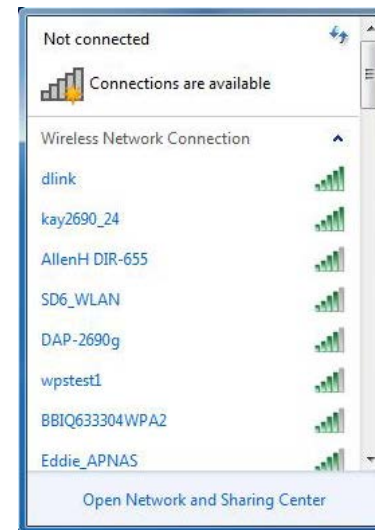 Not connected
Connections are available
Wireless Network Connection
dlink
kay2690_24
AllenH DIR-655
SD6_WLAN
DAP-2690g
wpstest1
BBIQ633304WPA2
Eddie_APNAS
Open Network and Sharing Center